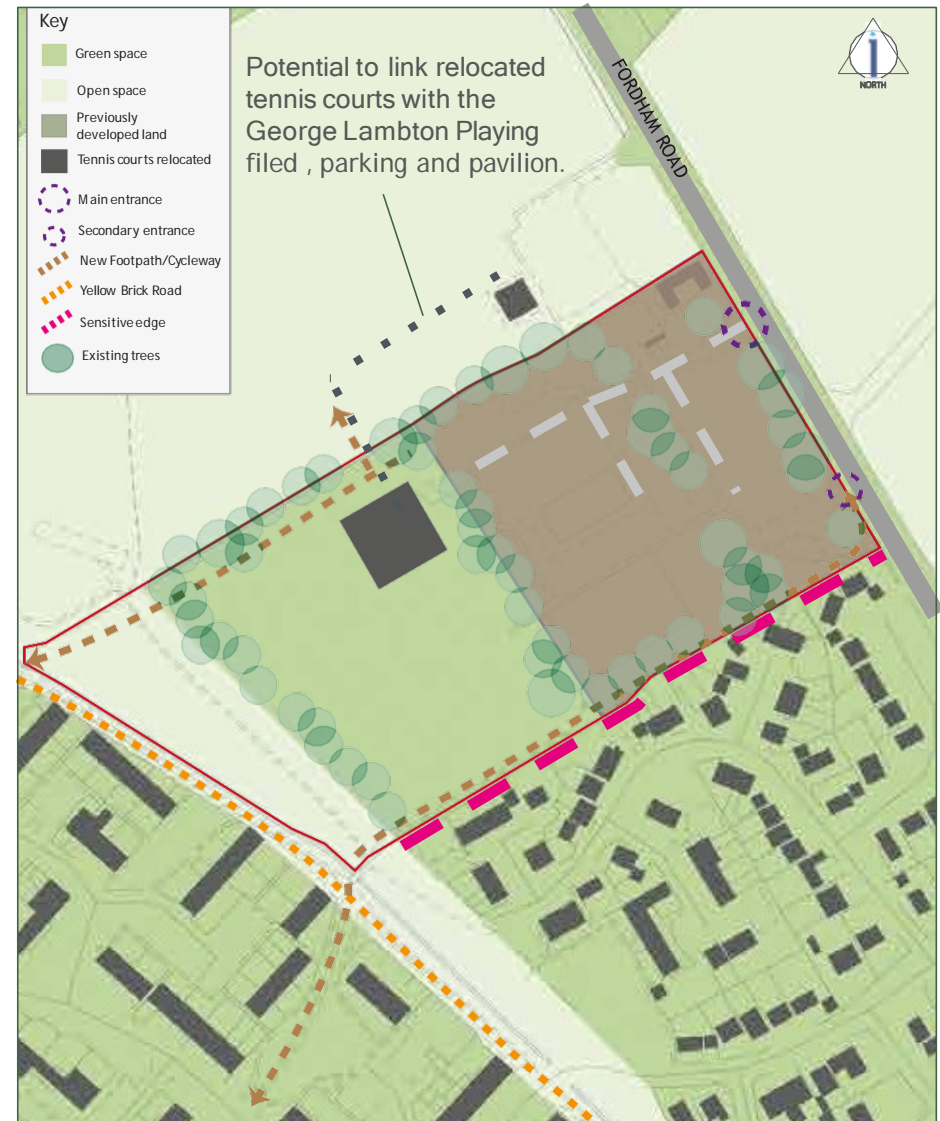 Key
Green space
Open space
Previously
developed land
Tennis courts relocated
Main entrance
Secondary entrance
New Footpath/Cycleway
Yellow Brick Road
Sensitive edge
Existing trees
Potential to link relocated
tennis courts with the
George Lambton Playing
filed , parking and pavilion.
FORDHAM ROAD
NORTH